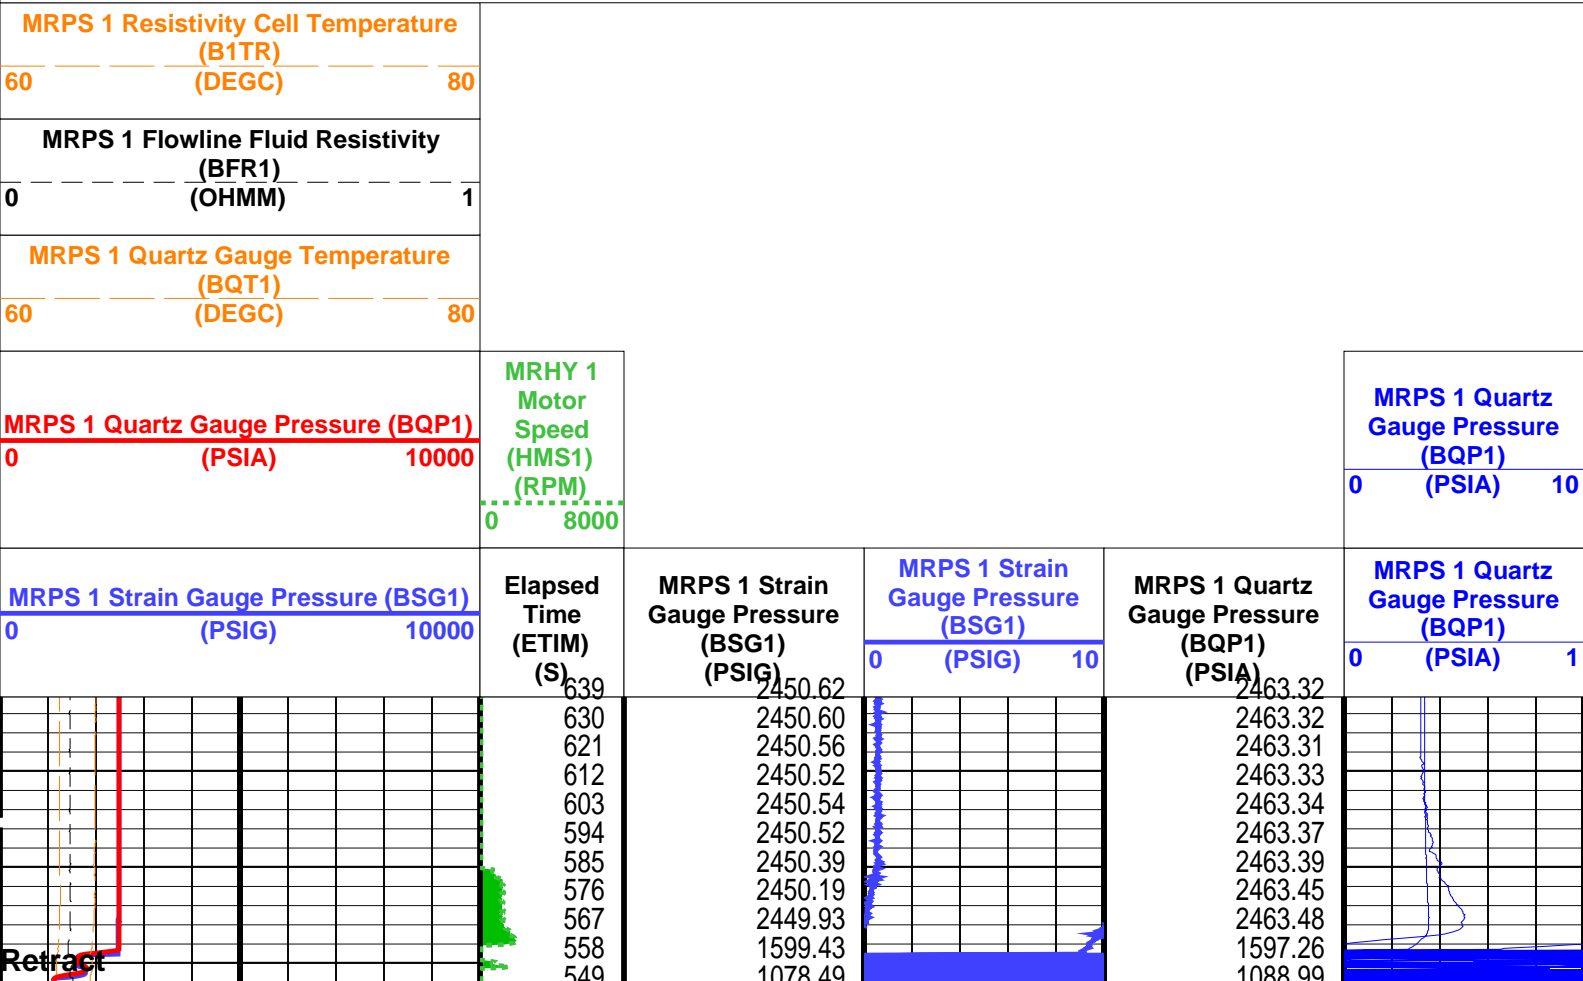 MRPS 1 Resistivity Cell Temperature
(B1TR)
60 (DEGC) 80
MRPS 1 Flowline Fluid Resistivity
(BFR1)
0 (OHMM) 1
MRPS 1 Quartz Gauge Temperature
(BQT1)
60 (DEGC) 80
MRPS 1 Quartz Gauge Pressure (BQP1)
0 (PSIA) 10000
MRHY 1
Motor
Speed
(HMS1)
(RPM)
0 8000
MRPS 1 Quartz
Gauge Pressure
(BQP1)
0 (PSIA) 10
MRPS 1 Strain Gauge Pressure (BSG1)
0 (PSIG) 10000
Elapsed
Time
(ETIM)
(S)
MRPS 1 Strain
Gauge Pressure
(BSG1)
(PSIG)
MRPS 1 Strain
Gauge Pressure
(BSG1)
0 (PSIG) 10
MRPS 1 Quartz
Gauge Pressure
(BQP1)
(PSIA)
MRPS 1 Quartz
Gauge Pressure
(BQP1)
0 (PSIA) 1
639 2450.62 2463.32
630 2450.60 2463.32
621 2450.56 2463.31
612 2450.52 2463.33
603 2450.54 2463.34
594 2450.52 2463.37
585 2450.39 2463.39
576 2450.19 2463.45
567 2449.93 2463.48
558 1599.43 1597.26
Retract
549 1078.49 1088.99